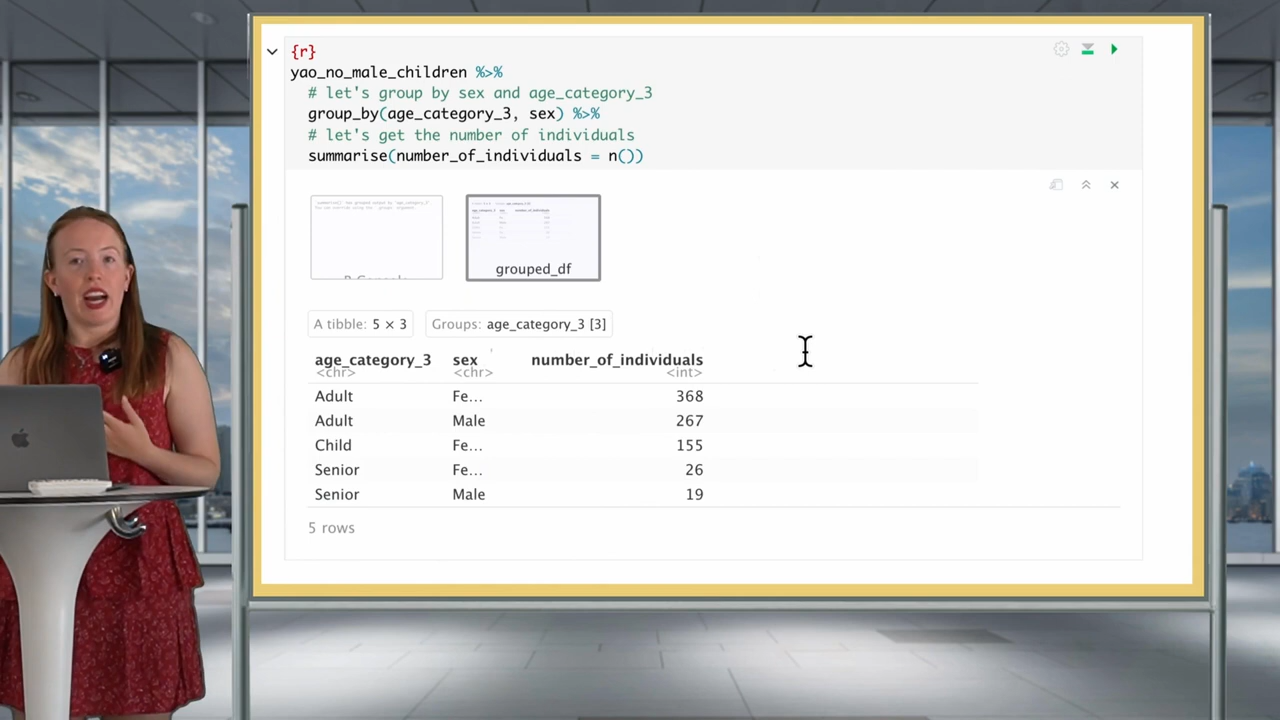 {r}
yao_no_male_children %>%
# let's group by sex and age_category_3
group_by(age_category_3, sex) %>%
# let's get the number of individuals
summarise(number_of_individuals = n())
grouped_df
A tibble: 5 × 3 Groups: age_category_3 [3]
age_category_3 sex number_of_individuals
<chr> <chr> <int>
Adult Fe... 368
Adult Male 267
Child Fe... 155
Senior Fe... 26
Senior Male 19
5 rows